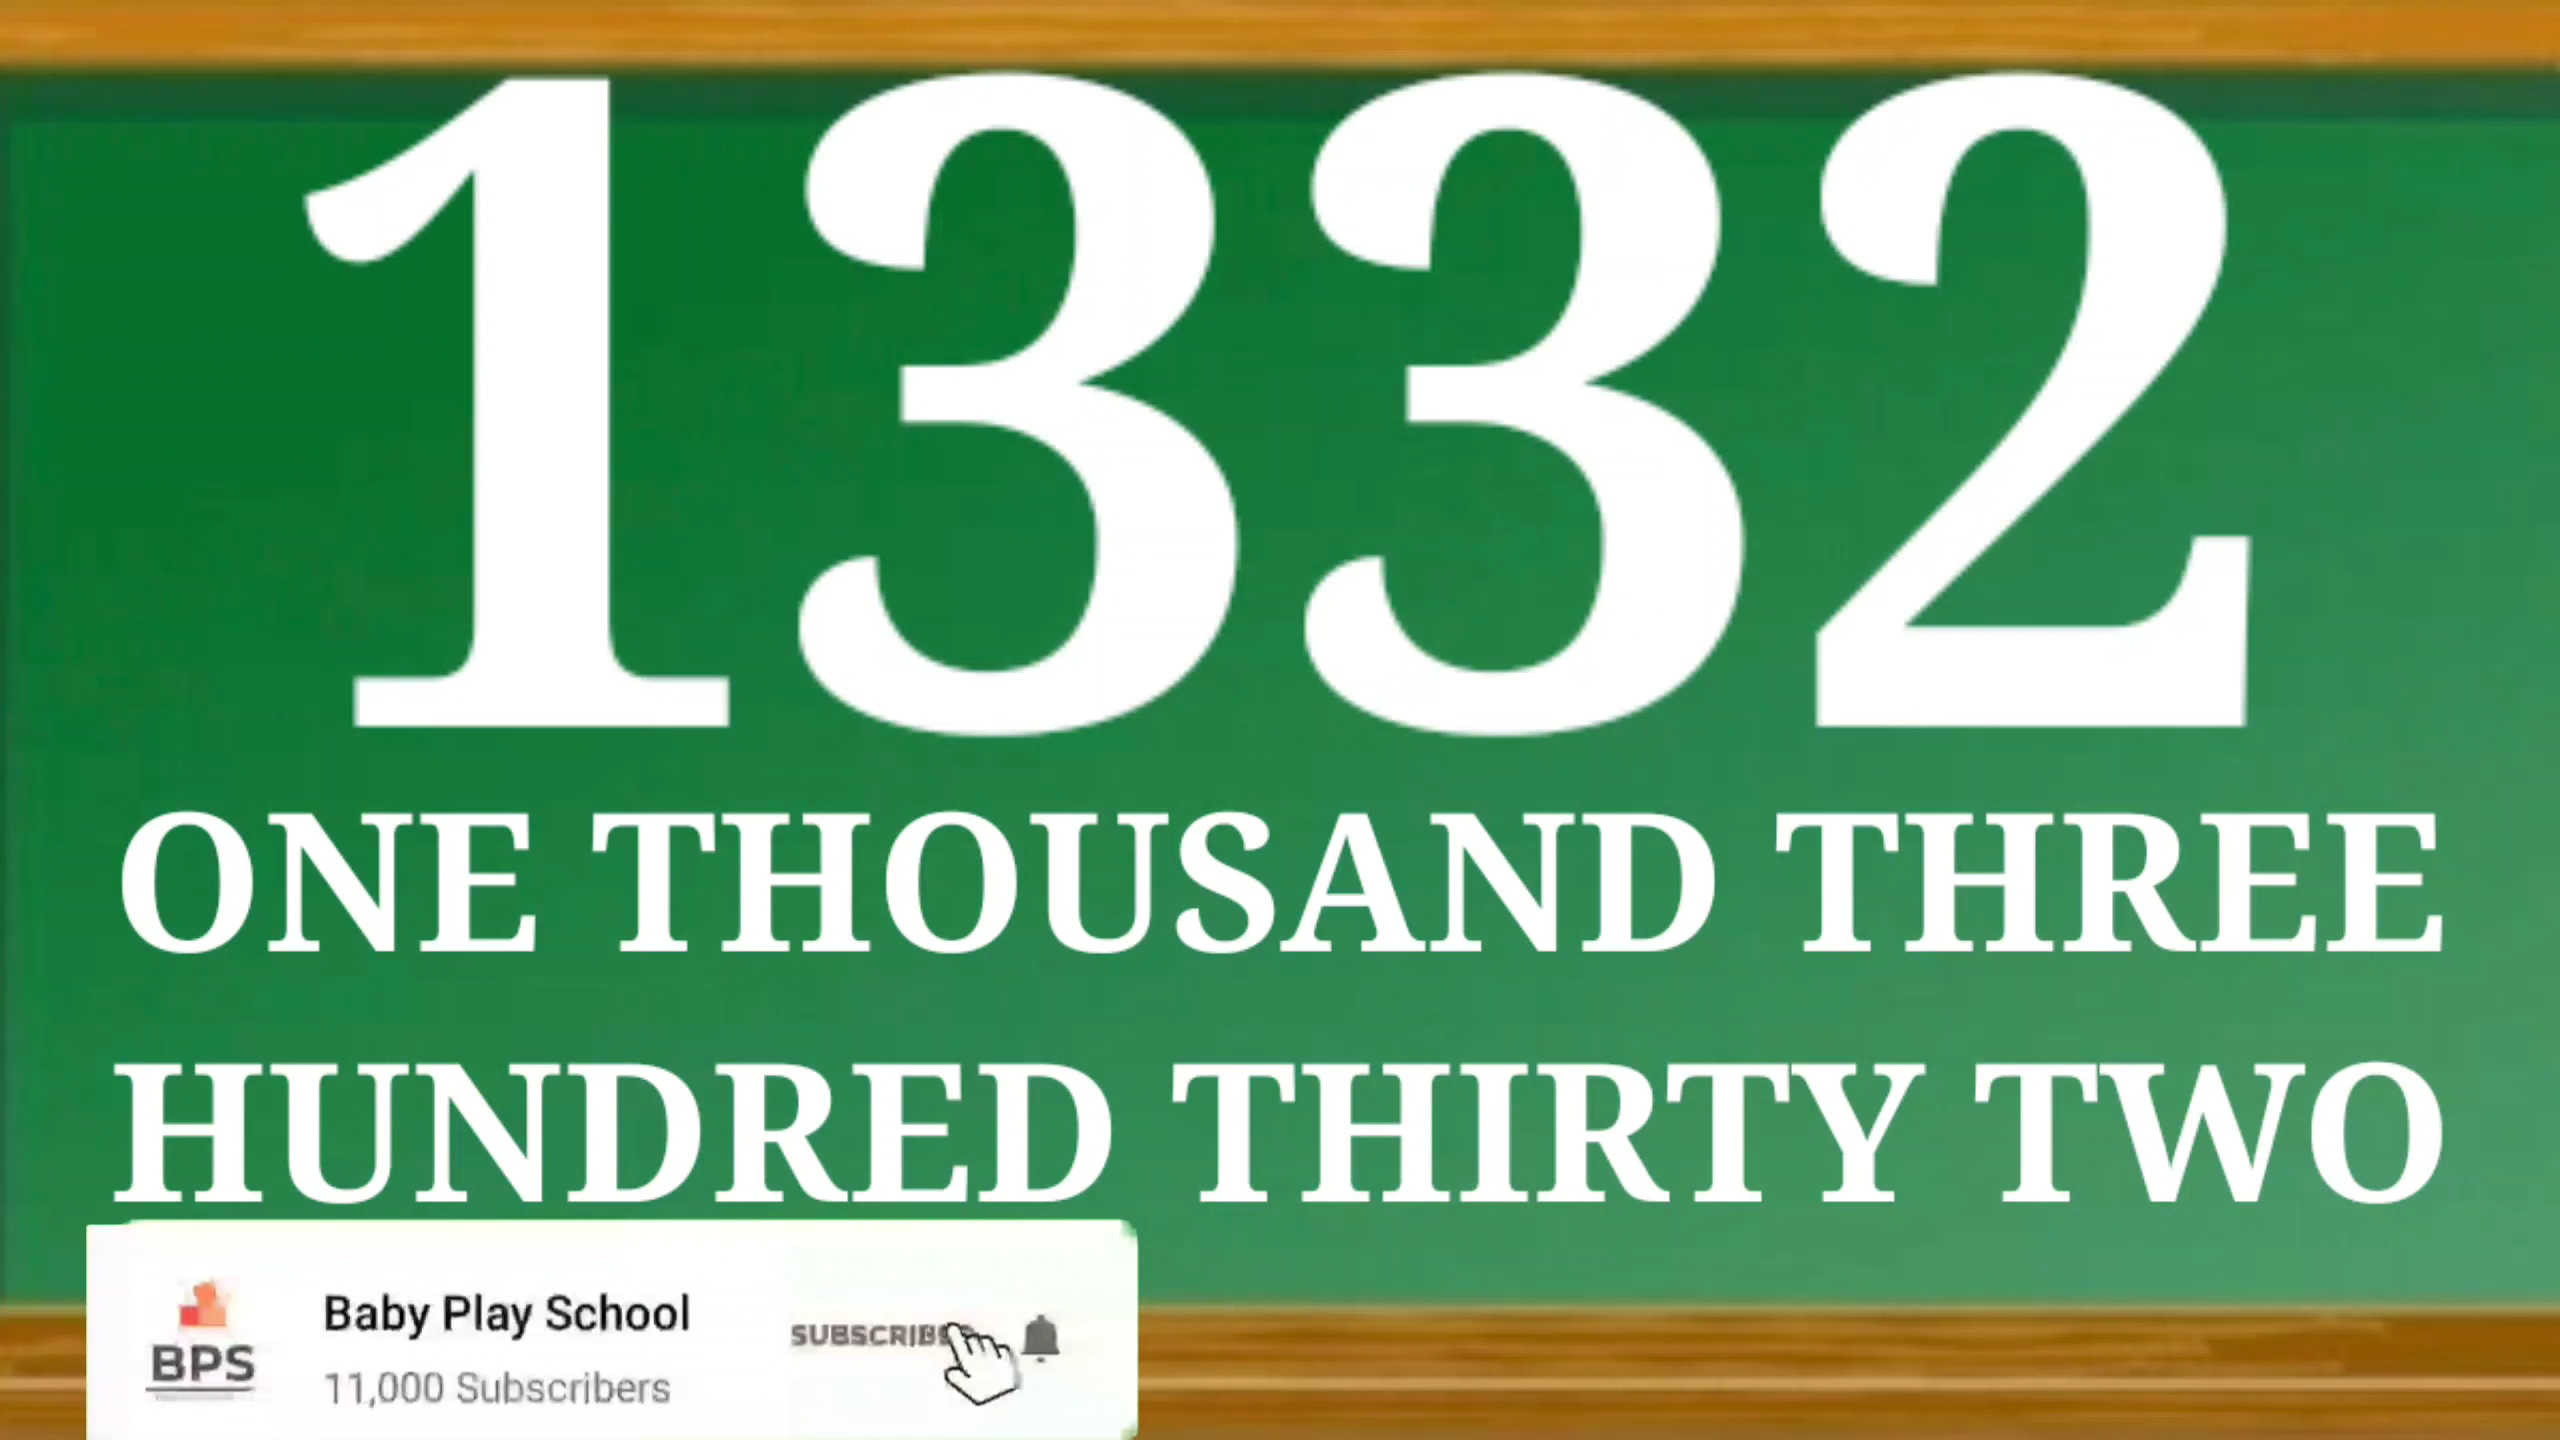 1332
ONE THOUSAND THREE
HUNDRED THIRTY TWO
BPS
Baby Play School
11,000 Subscribers